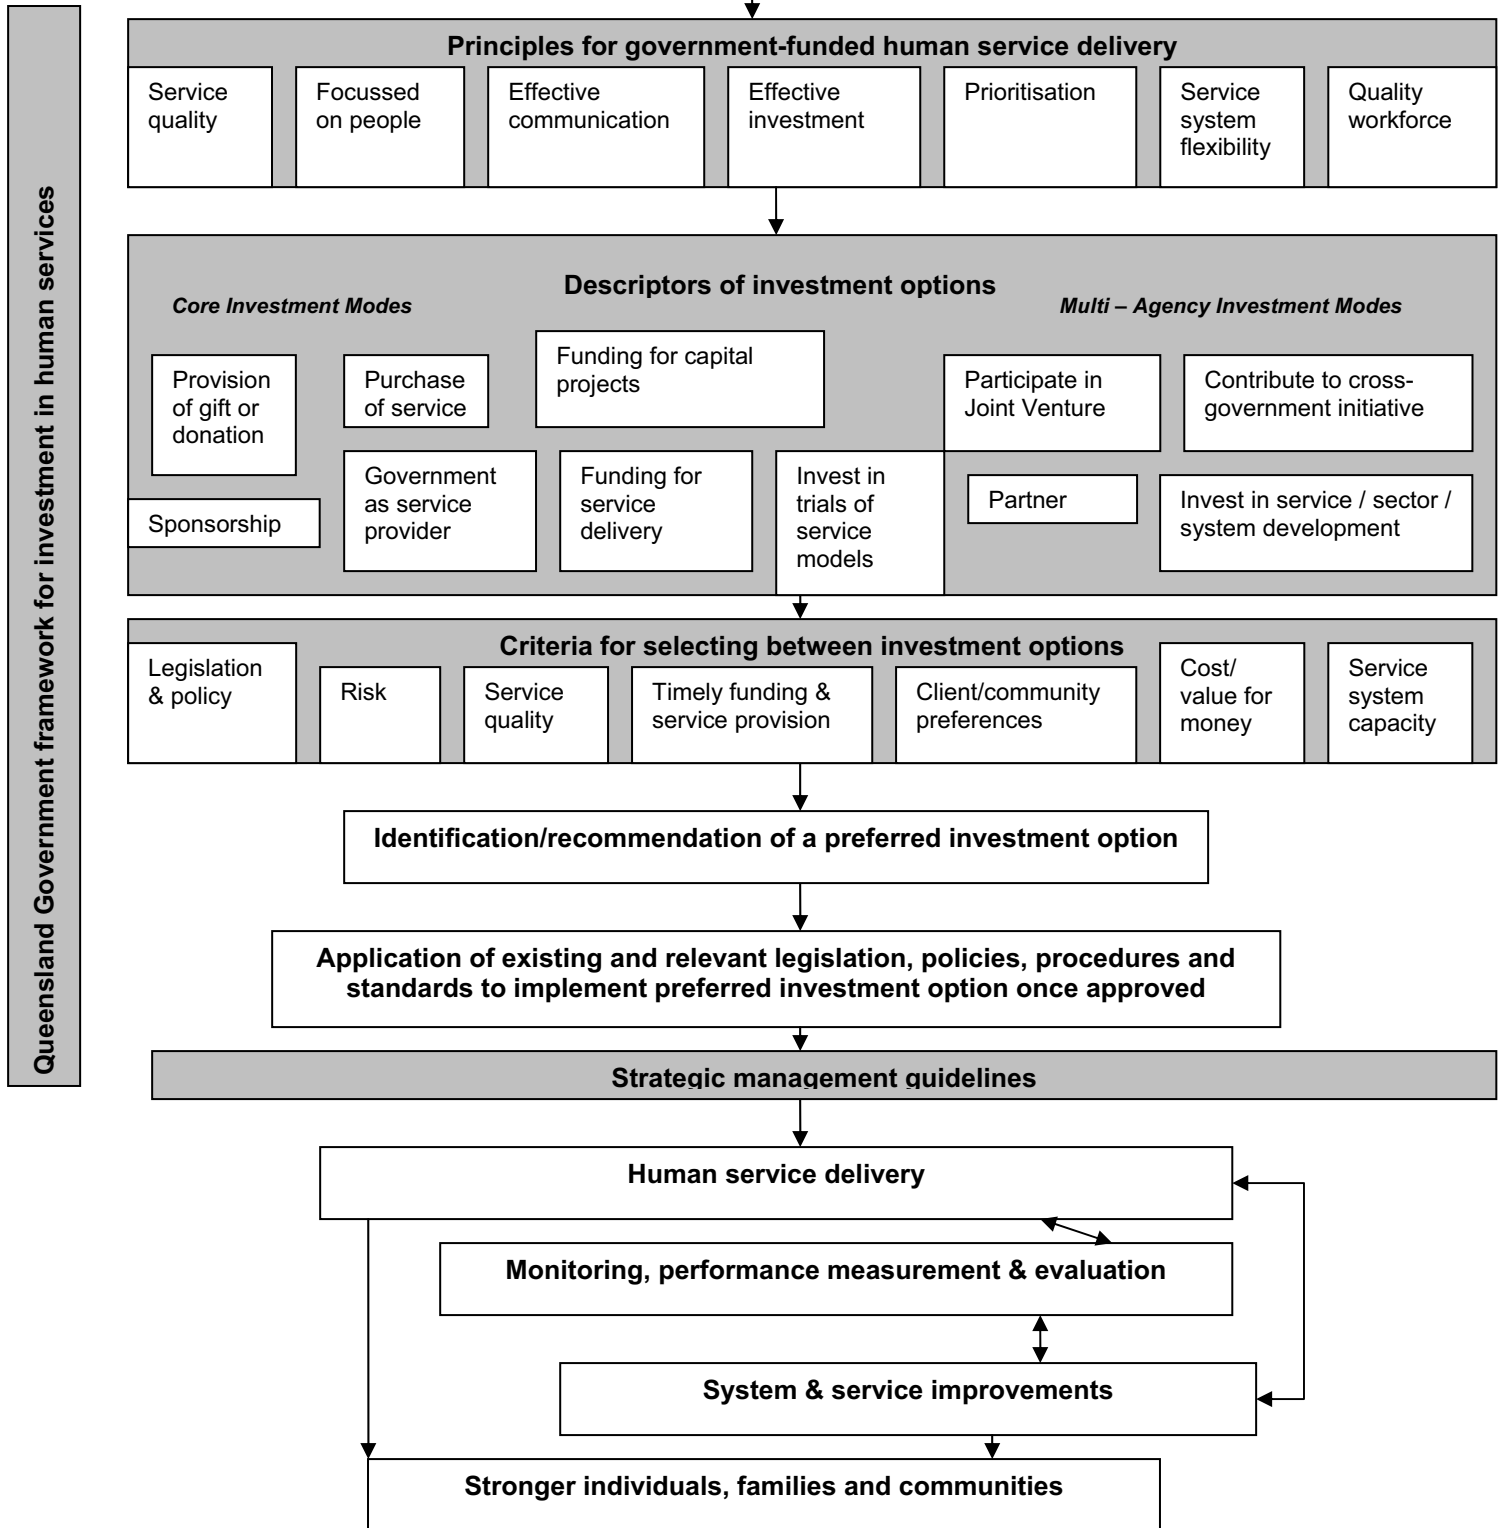 Queensland Government framework for investment in human services
Principles for government-funded human service delivery
Service
quality
Focussed
on people
Effective
communication
Effective
investment
Prioritisation
Service
system
flexibility
Quality
workforce
Descriptors of investment options
Core Investment Modes
Multi – Agency Investment Modes
Provision
of gift or
donation
Purchase
of service
Funding for capital
projects
Participate in
Joint Venture
Contribute to cross-
government initiative
Sponsorship
Government
as service
provider
Funding for
service
delivery
Invest in
trials of
service
models
Partner
Invest in service / sector /
system development
Criteria for selecting between investment options
Legislation
& policy
Risk
Service
quality
Timely funding &
service provision
Client/community
preferences
Cost/
value for
money
Service
system
capacity
Identification/recommendation of a preferred investment option
Application of existing and relevant legislation, policies, procedures and
standards to implement preferred investment option once approved
Strategic management guidelines
Human service delivery
Monitoring, performance measurement & evaluation
System & service improvements
Stronger individuals, families and communities